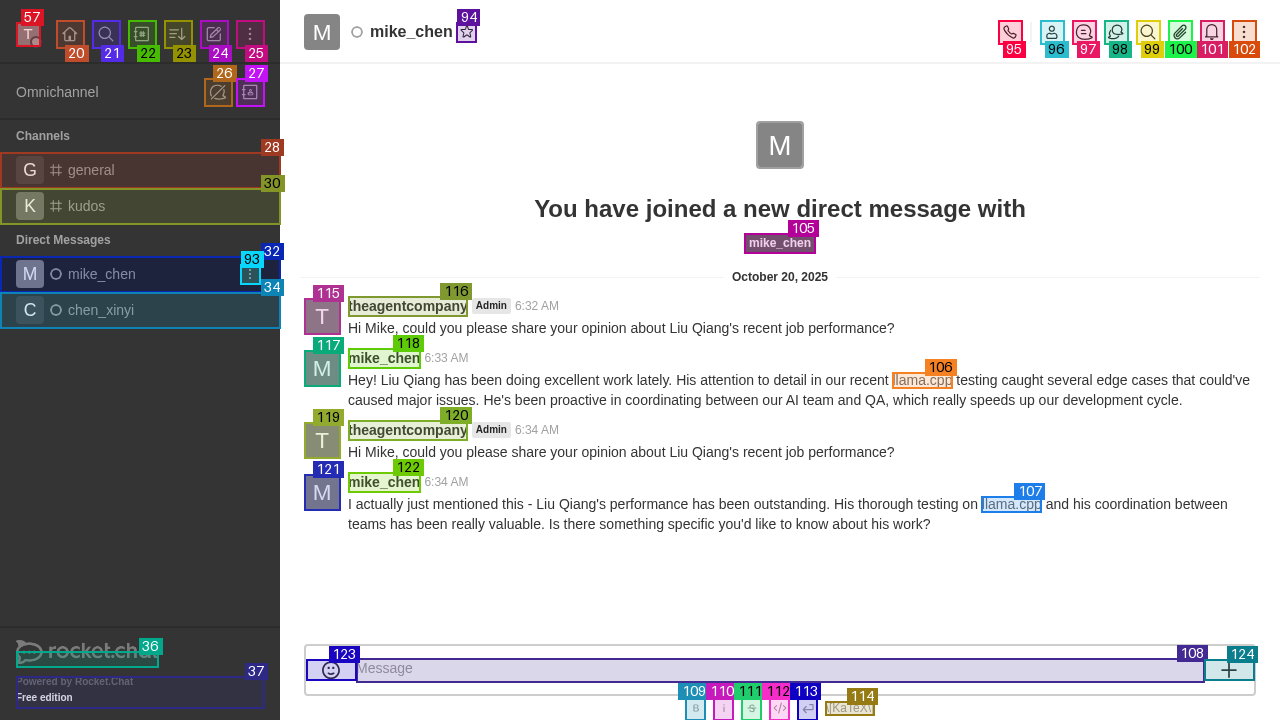 57
T
20
21
22
23
24
25
M
mike_chen
94
95
96
97
98
99
100
101
102
Omnichannel
26
27
Channels
28
G
general
30
K
kudos
Direct Messages
32
M
mike_chen
93
34
C
chen_xinyi
M
You have joined a new direct message with
105
mike_chen
October 20, 2025
115
T
116
theagentcompany Admin 6:32 AM
Hi Mike, could you please share your opinion about Liu Qiang's recent job performance?
117
M
118
mike_chen 6:33 AM
106
Hey! Liu Qiang has been doing excellent work lately. His attention to detail in our recent llama.cpp testing caught several edge cases that could've
caused major issues. He's been proactive in coordinating between our AI team and QA, which really speeds up our development cycle.
119
T
120
theagentcompany Admin 6:34 AM
Hi Mike, could you please share your opinion about Liu Qiang's recent job performance?
121
M
122
mike_chen 6:34 AM
107
I actually just mentioned this - Liu Qiang's performance has been outstanding. His thorough testing on llama.cpp and his coordination between
teams has been really valuable. Is there something specific you'd like to know about his work?
36
rocket.chat
37
Powered by Rocket.Chat
Free edition
123
Message
108
124
109
110
111
112
113
114
B
i
S
</>
\[KaTeX\]